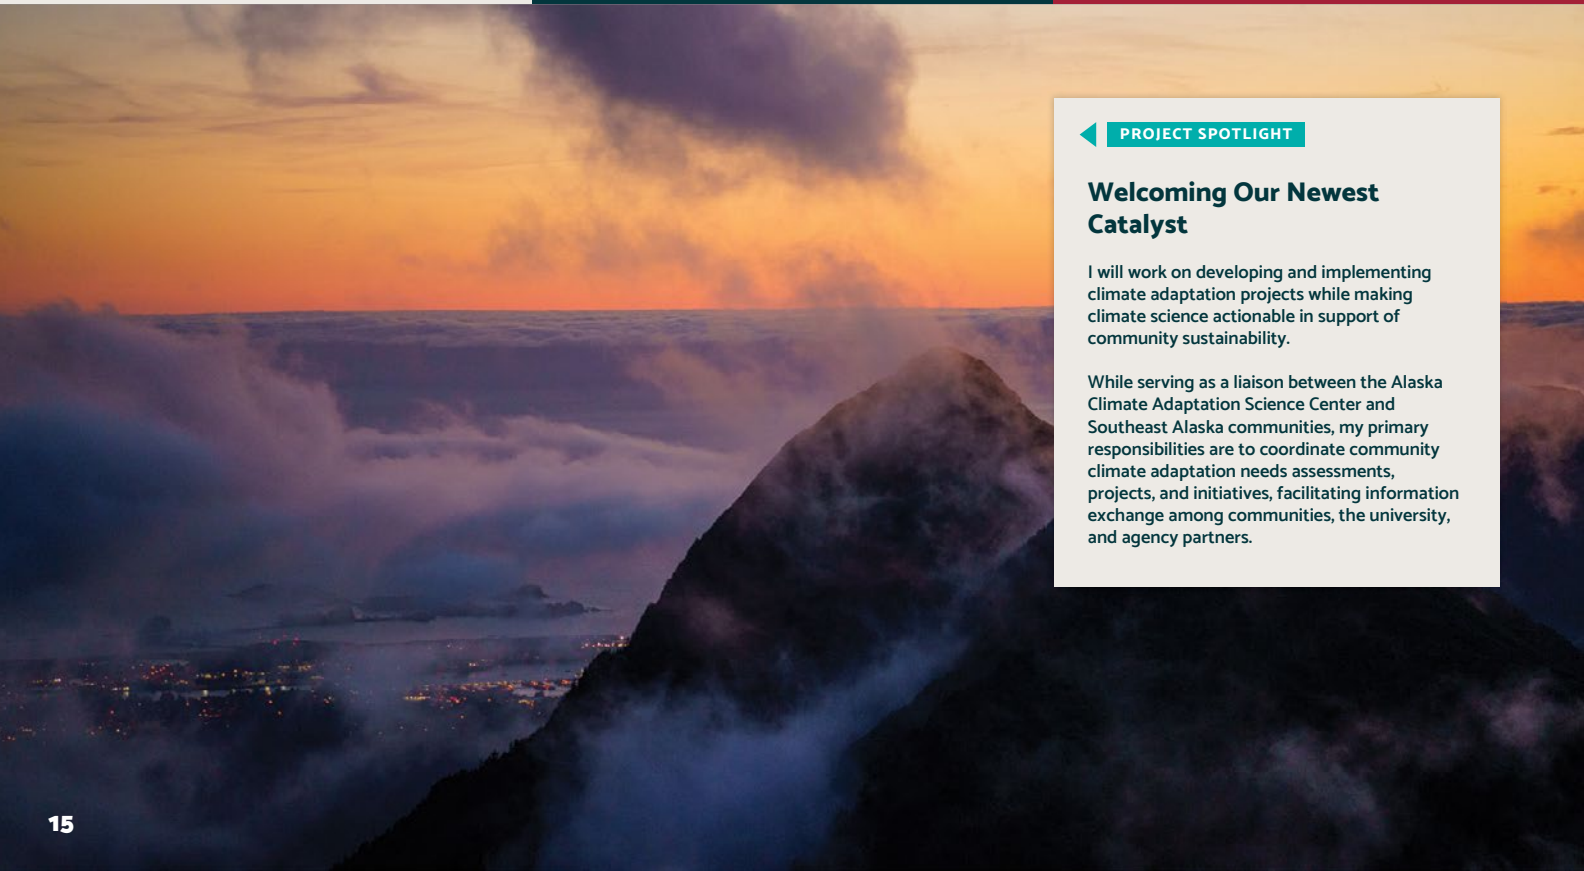 PROJECT SPOTLIGHT
Welcoming Our Newest
Catalyst
I will work on developing and implementing
climate adaptation projects while making
climate science actionable in support of
community sustainability.
While serving as a liaison between the Alaska
Climate Adaptation Science Center and
Southeast Alaska communities, my primary
responsibilities are to coordinate community
climate adaptation needs assessments,
projects, and initiatives, facilitating information
exchange among communities, the university,
and agency partners.
15